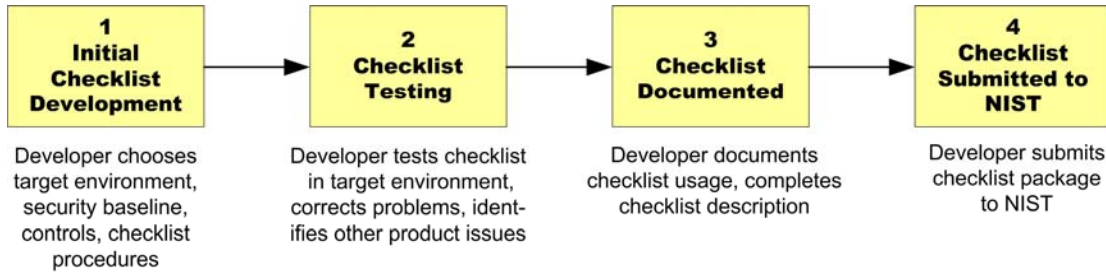 1
Initial
Checklist
Development
2
Checklist
Testing
3
Checklist
Documented
4
Checklist
Submitted to
NIST
Developer chooses
target environment,
security baseline,
controls, checklist
procedures
Developer tests checklist
in target environment,
corrects problems, ident-
ifies other product issues
Developer documents
checklist usage, completes
checklist description
Developer submits
checklist package
to NIST